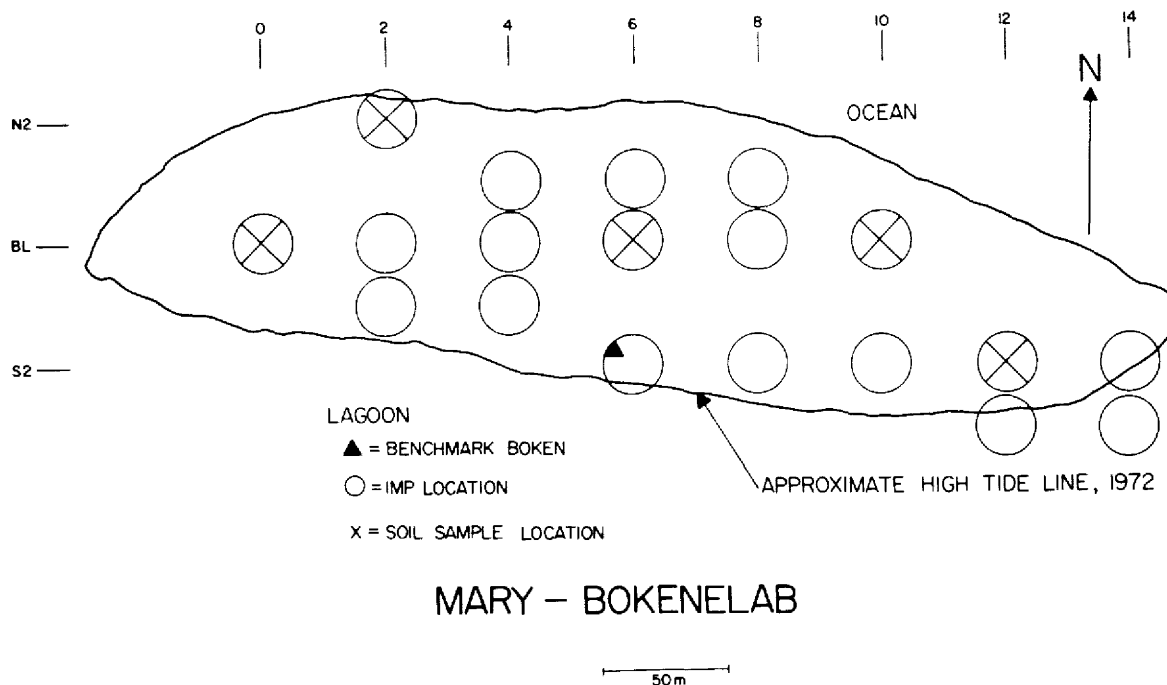 0 2 4 6 8 10 12 14
N
OCEAN
N2
BL
S2
LAGOON
▲ = BENCHMARK BOKEN
○ = IMP LOCATION
X = SOIL SAMPLE LOCATION
APPROXIMATE HIGH TIDE LINE, 1972
MARY – BOKENELAB
50m